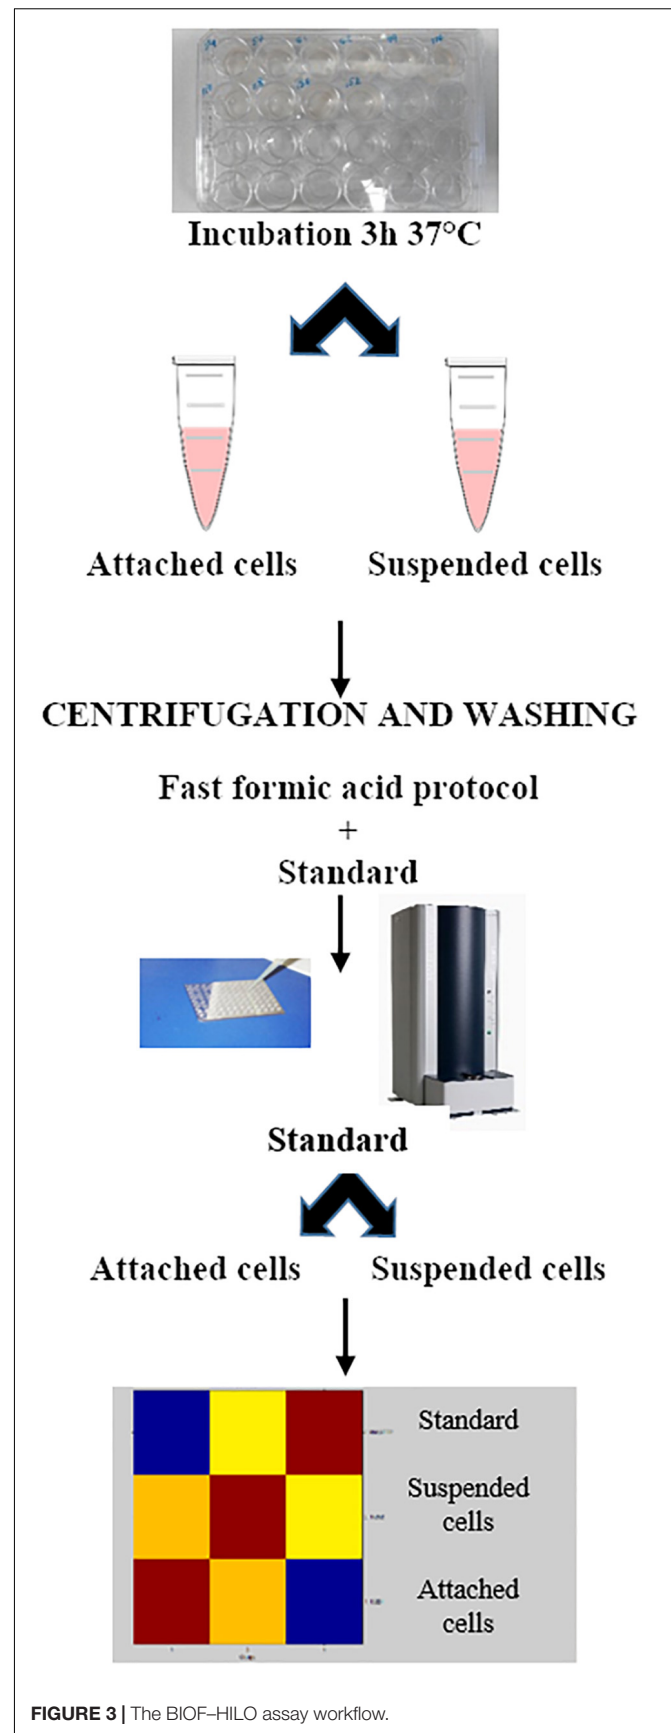 Incubation 3h 37°C
Attached cells
Suspended cells
CENTRIFUGATION AND WASHING
Fast formic acid protocol
+
Standard
Standard
Attached cells
Suspended cells
Standard
Suspended
cells
Attached
cells
FIGURE 3 | The BIOF–HILO assay workflow.